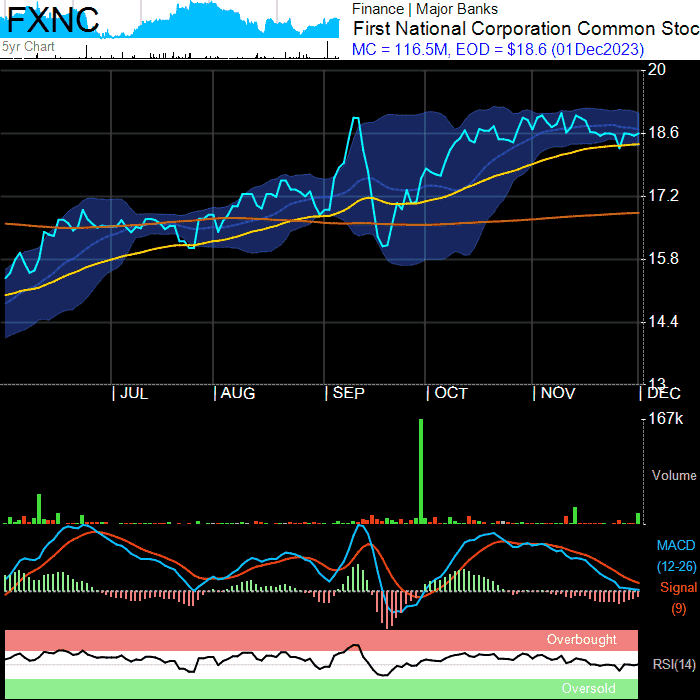 FXNC
5yr Chart
Finance | Major Banks
First National Corporation Common Stoc
MC = 116.5M, EOD = $18.6 (01Dec2023)
20
18.6
17.2
15.8
14.4
13
JUL AUG SEP OCT NOV DEC
167k
Volume
MACD
(12-26)
Signal
(9)
Overbought
RSI(14)
Oversold